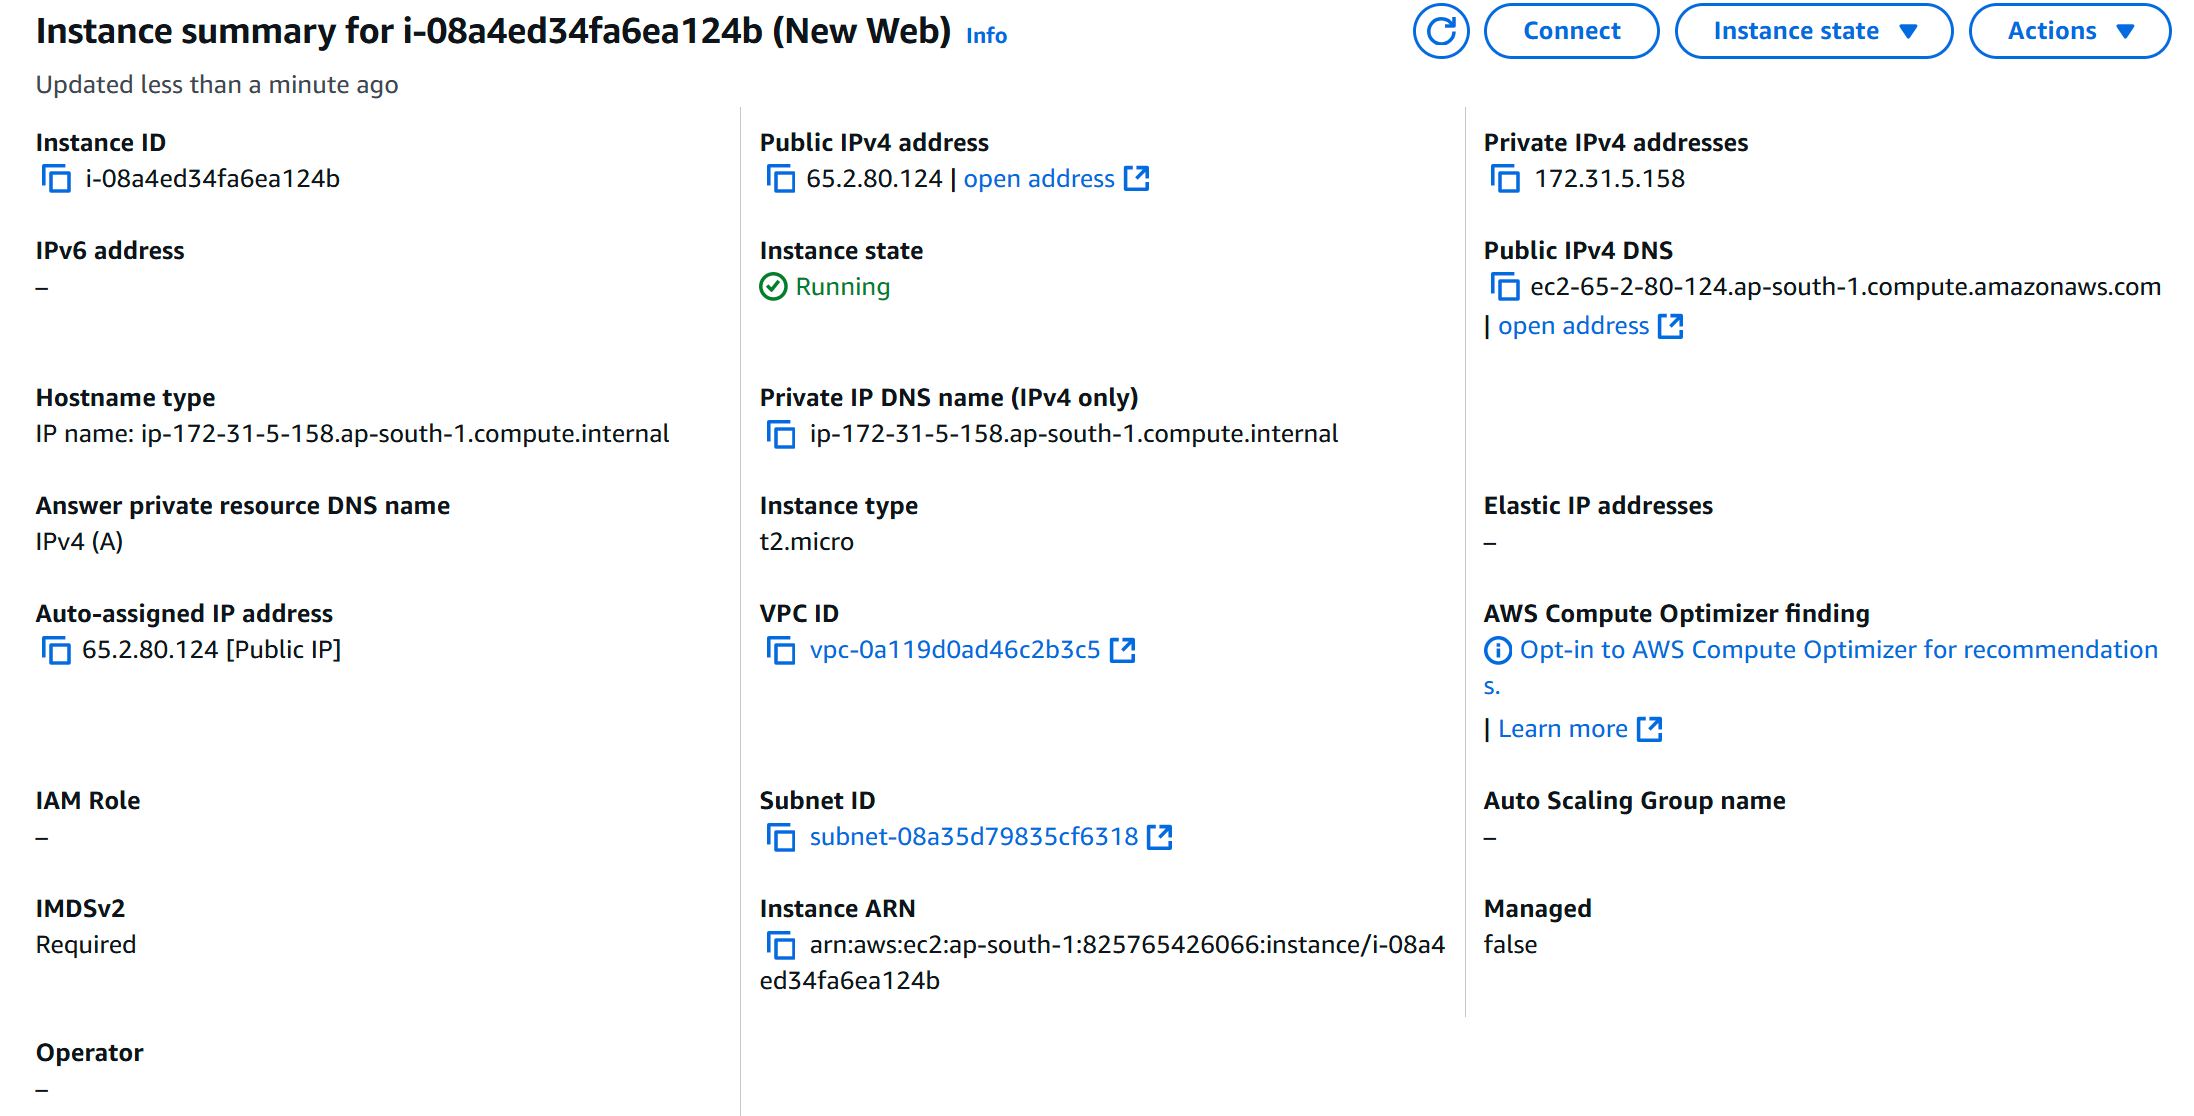 Instance summary for i-08a4ed34fa6ea124b (New Web) Info
Connect
Instance state
Actions
Updated less than a minute ago
Instance ID
i-08a4ed34fa6ea124b
Public IPv4 address
65.2.80.124 | open address
Private IPv4 addresses
172.31.5.158
IPv6 address
–
Instance state
Running
Public IPv4 DNS
ec2-65-2-80-124.ap-south-1.compute.amazonaws.com
| open address
Hostname type
IP name: ip-172-31-5-158.ap-south-1.compute.internal
Private IP DNS name (IPv4 only)
ip-172-31-5-158.ap-south-1.compute.internal
Answer private resource DNS name
IPv4 (A)
Instance type
t2.micro
Elastic IP addresses
–
Auto-assigned IP address
65.2.80.124 [Public IP]
VPC ID
vpc-0a119d0ad46c2b3c5
AWS Compute Optimizer finding
Opt-in to AWS Compute Optimizer for recommendation
s.
| Learn more
IAM Role
–
Subnet ID
subnet-08a35d79835cf6318
Auto Scaling Group name
–
IMDSv2
Required
Instance ARN
arn:aws:ec2:ap-south-1:825765426066:instance/i-08a4
ed34fa6ea124b
Managed
false
Operator
–